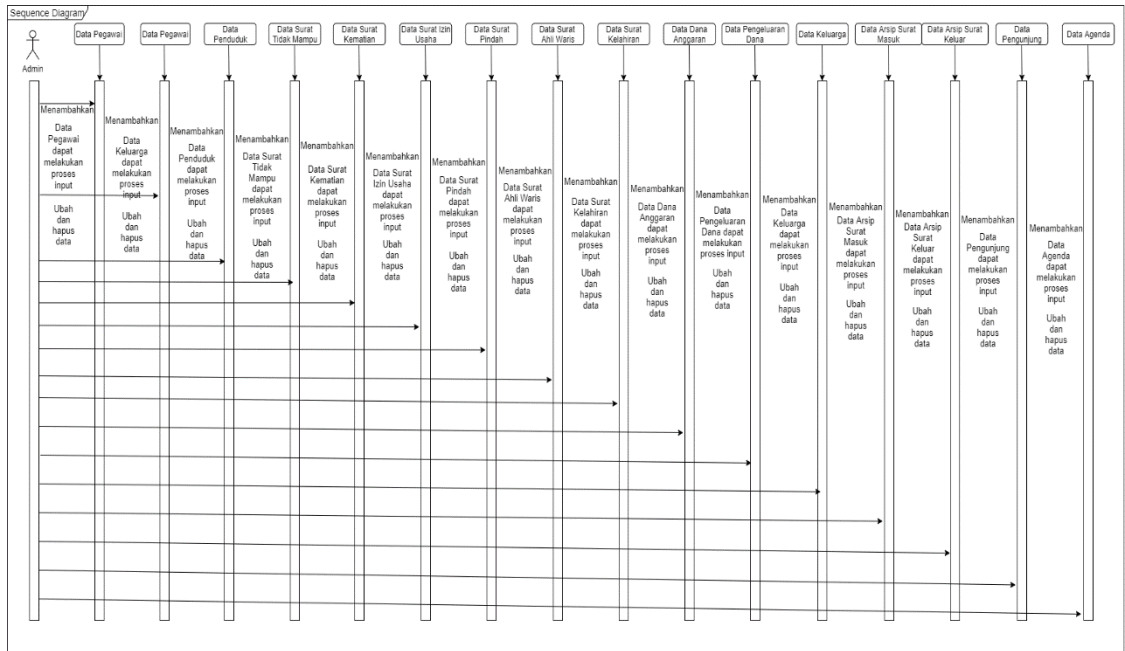 Sequence Diagram
Admin
Data Pegawai
Data Pegawai
Data
Penduduk
Data Surat
Tidak Mampu
Data Surat
Kematian
Data Surat Izin
Usaha
Data Surat
Pindah
Data Surat
Ahli Waris
Data Surat
Kelahiran
Data Dana
Anggaran
Data Pengeluaran
Dana
Data Keluarga
Data Arsip Surat
Masuk
Data Arsip Surat
Keluar
Data
Pengunjung
Data Agenda
Menambahkan
Data
Pegawai
dapat
melakukan
proses
input
Ubah
dan
hapus
data
Menambahkan
Data
Keluarga
dapat
melakukan
proses
input
Ubah
dan
hapus
data
Menambahkan
Data
Penduduk
dapat
melakukan
proses
input
Ubah
dan
hapus
data
Menambahkan
Data Surat
Tidak
Mampu
dapat
melakukan
proses
input
Ubah
dan
hapus
data
Menambahkan
Data Surat
Kematian
dapat
melakukan
proses
input
Ubah
dan
hapus
data
Menambahkan
Data Surat
Izin Usaha
dapat
melakukan
proses
input
Ubah
dan
hapus
data
Menambahkan
Data Surat
Pindah
dapat
melakukan
proses
input
Ubah
dan
hapus
data
Menambahkan
Data Surat
Ahli Waris
dapat
melakukan
proses
input
Ubah
dan
hapus
data
Menambahkan
Data Surat
Kelahiran
dapat
melakukan
proses
input
Ubah
dan
hapus
data
Menambahkan
Data Dana
Anggaran
dapat
melakukan
proses
input
Ubah
dan
hapus
data
Menambahkan
Data
Pengeluaran
Dana dapat
melakukan
proses input
Ubah
dan
hapus
data
Menambahkan
Data
Keluarga
dapat
melakukan
proses
input
Ubah
dan
hapus
data
Menambahkan
Data Arsip
Surat
Masuk
dapat
melakukan
proses
input
Ubah
dan
hapus
data
Menambahkan
Data Arsip
Surat
Keluar
dapat
melakukan
proses
input
Ubah
dan
hapus
data
Menambahkan
Data
Pengunjung
dapat
melakukan
proses
input
Ubah
dan
hapus
data
Menambahkan
Data
Agenda
dapat
melakukan
proses
input
Ubah
dan
hapus
data